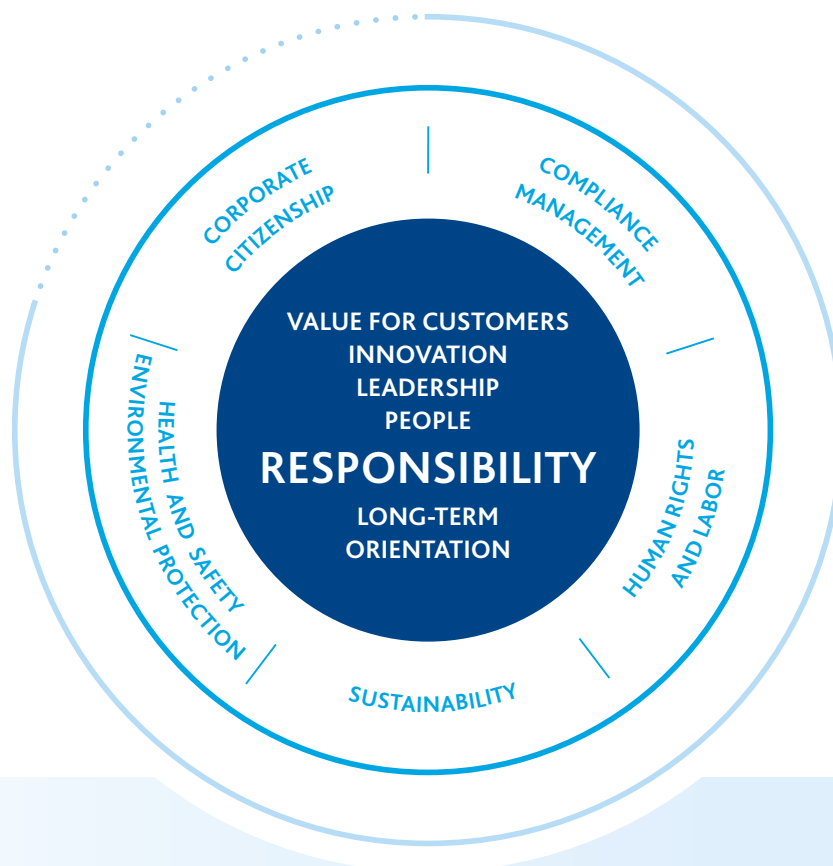 CORPORATE
CITIZENSHIP
COMPLIANCE
MANAGEMENT
VALUE FOR CUSTOMERS
INNOVATION
LEADERSHIP
PEOPLE
RESPONSIBILITY
LONG-TERM
ORIENTATION
HEALTH AND SAFETY
ENVIRONMENTAL PROTECTION
HUMAN RIGHTS
AND LABOR
SUSTAINABILITY